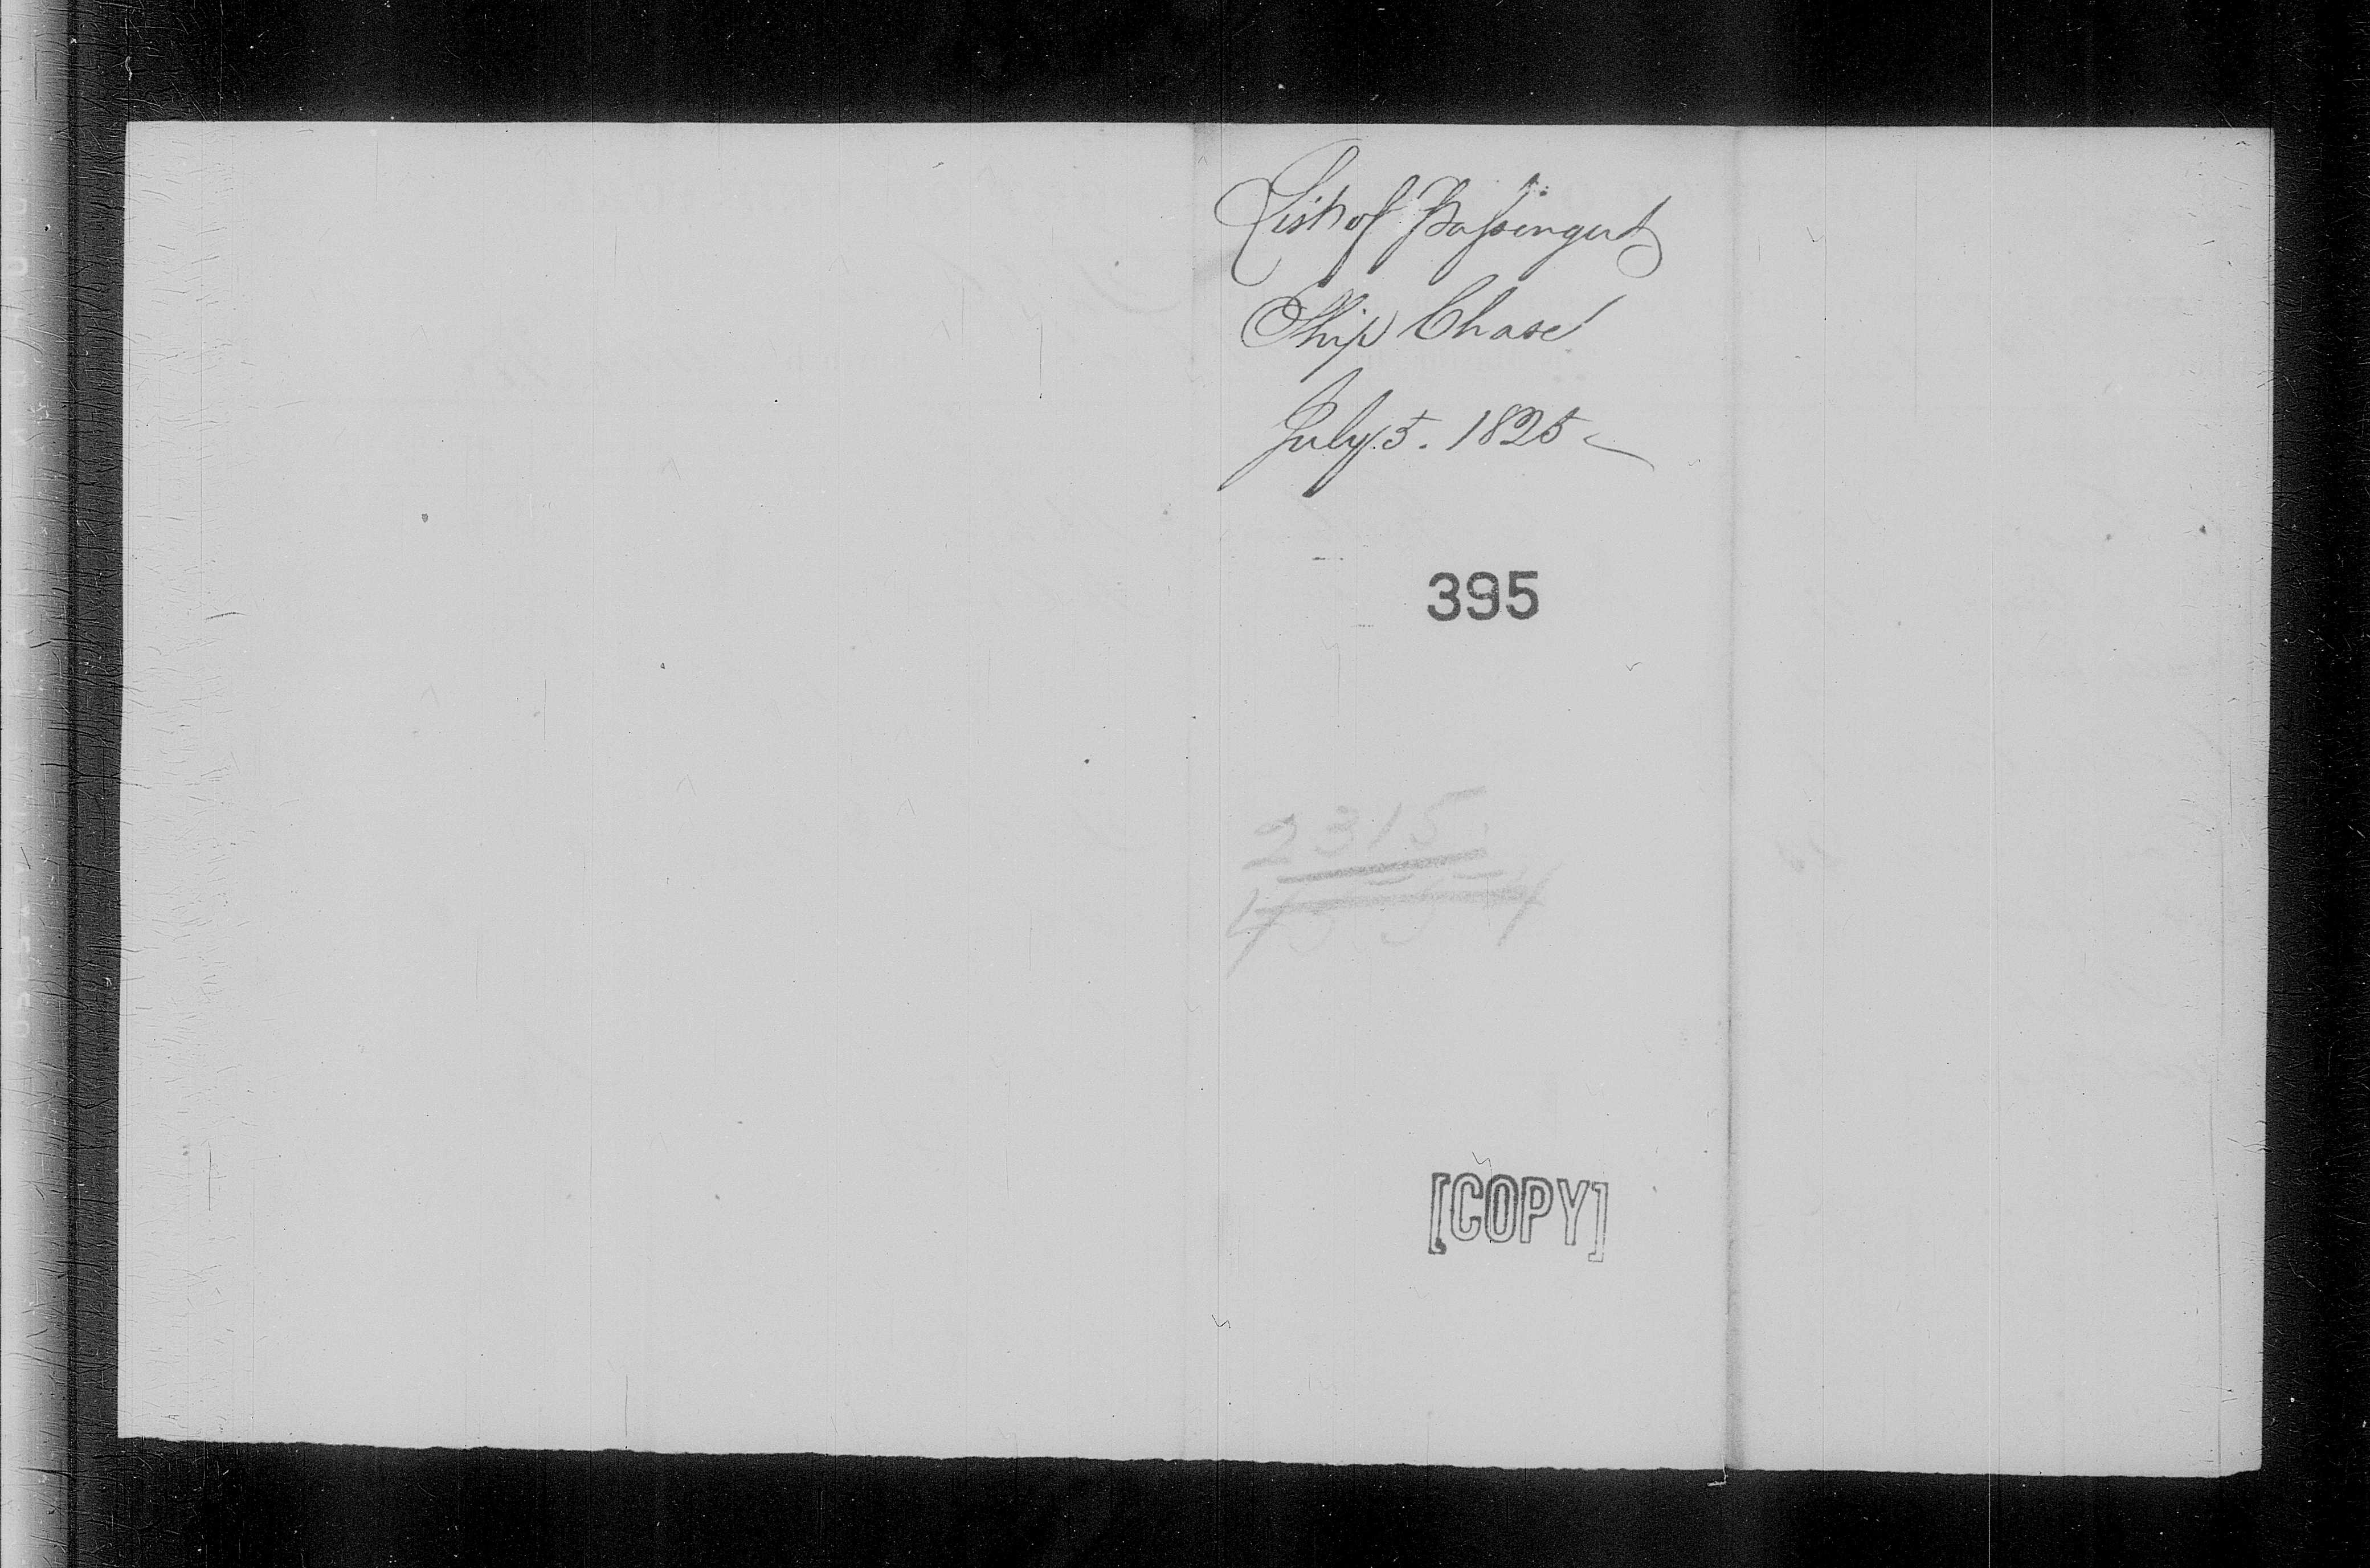 List of Passengers
Ship Chase
July 5. 1825
395
2315
[COPY]